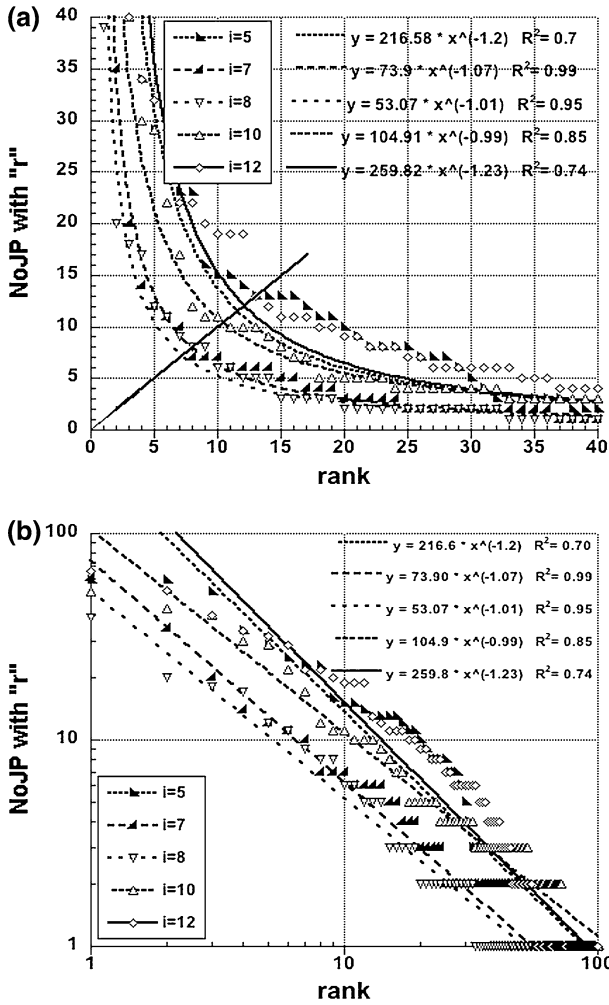 (a)
NoJP with "r"
40
35
30
25
20
15
10
5
0
0 5 10 15 20 25 30 35 40
rank
i=5
i=7
i=8
i=10
i=12
y = 216.58 * x^(-1.2) R²= 0.7
y = 73.9 * x^(-1.07) R²= 0.99
y = 53.07 * x^(-1.01) R²= 0.95
y = 104.91 * x^(-0.99) R²= 0.85
y = 259.82 * x^(-1.23) R²= 0.74
(b)
NoJP with "r"
100
10
1
1 10 100
rank
y = 216.6 * x^(-1.2) R²= 0.70
y = 73.90 * x^(-1.07) R²= 0.99
y = 53.07 * x^(-1.01) R²= 0.95
y = 104.9 * x^(-0.99) R²= 0.85
y = 259.8 * x^(-1.23) R²= 0.74
i=5
i=7
i=8
i=10
i=12